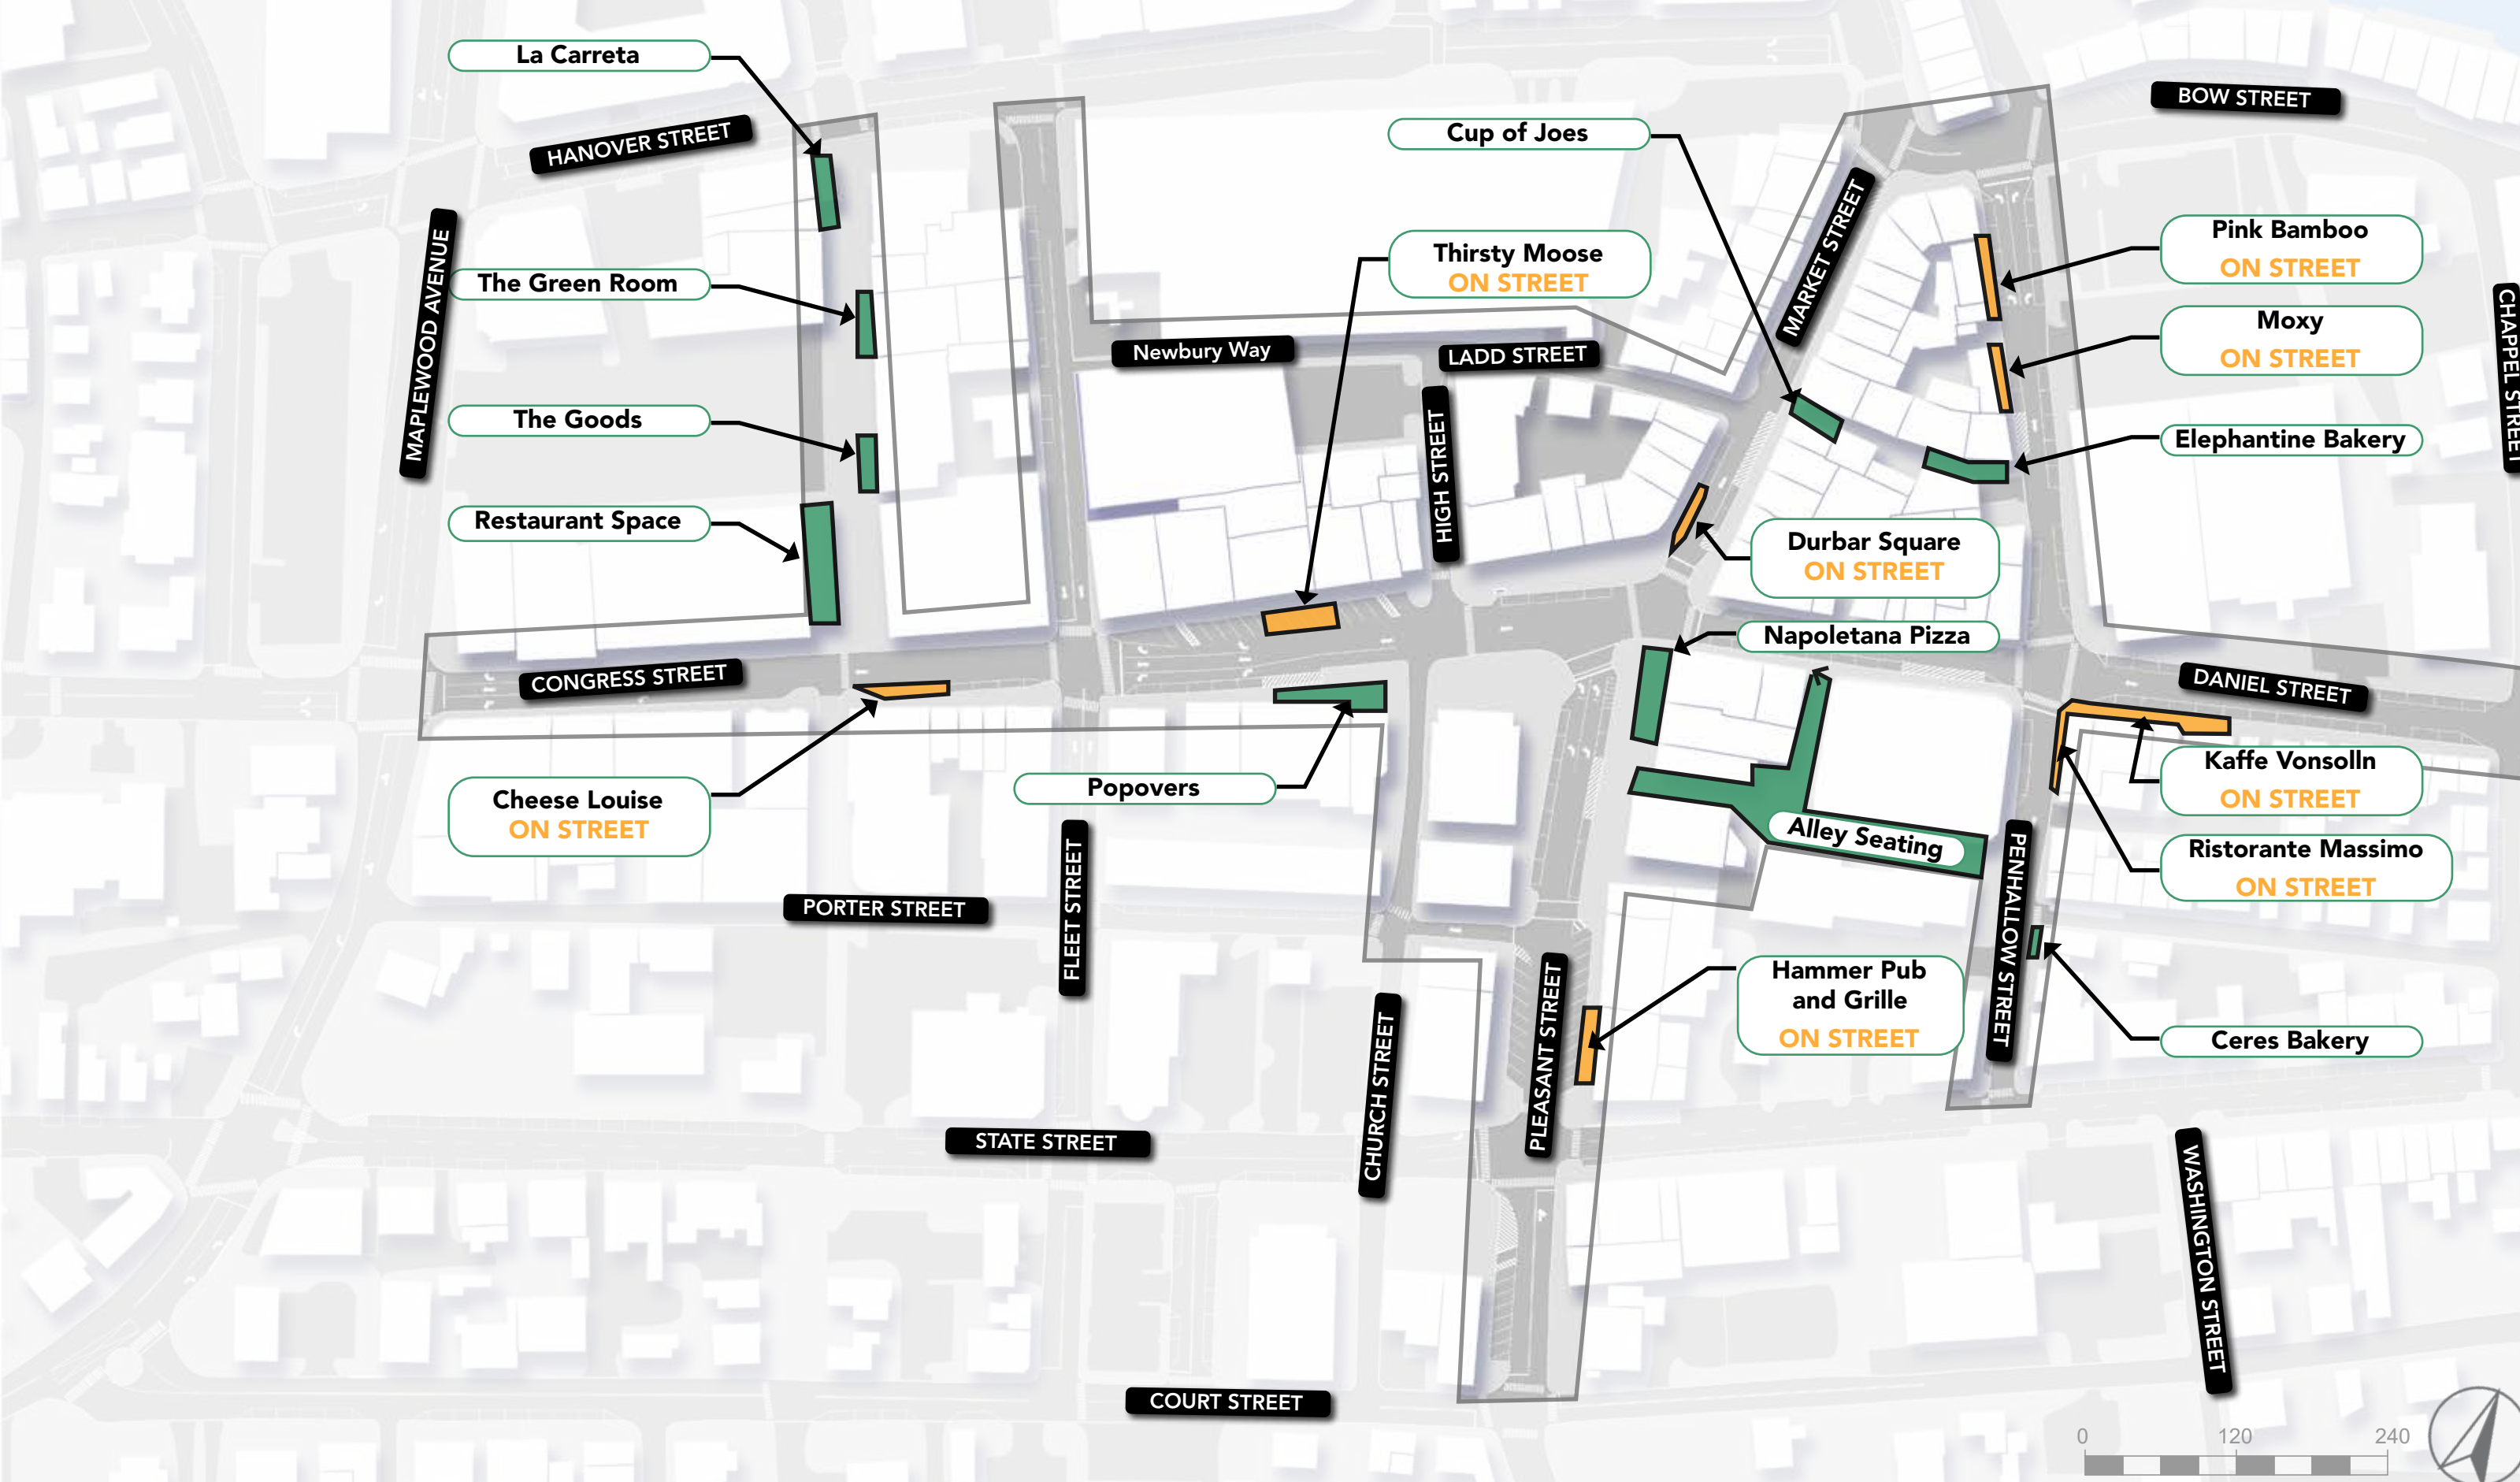 La Carreta
HANOVER STREET
BOW STREET
Cup of Joes
MAPLEWOOD AVENUE
The Green Room
Thirsty Moose
ON STREET
MARKET STREET
Pink Bamboo
ON STREET
Moxy
ON STREET
CHAPPEL STREET
Newbury Way
LADD STREET
The Goods
HIGH STREET
Elephantine Bakery
Restaurant Space
Durbar Square
ON STREET
Napoletana Pizza
CONGRESS STREET
DANIEL STREET
Cheese Louise
ON STREET
Popovers
Alley Seating
Kaffe Vonsolln
ON STREET
Ristorante Massimo
ON STREET
PORTER STREET
FLEET STREET
PENHALLOW STREET
Hammer Pub
and Grille
ON STREET
Ceres Bakery
CHURCH STREET
PLEASANT STREET
STATE STREET
WASHINGTON STREET
COURT STREET
0 120 240